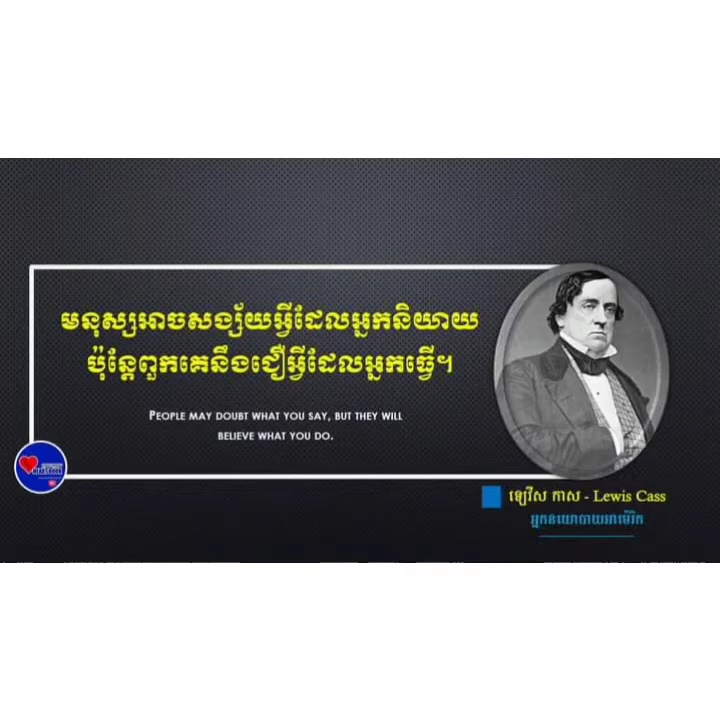 មនុស្សអាចសង្ស័យអ្វីដែលអ្នកនិយាយ
ប៉ុន្តែពួកគេនឹងជឿអ្វីដែលអ្នកធ្វើ។
PEOPLE MAY DOUBT WHAT YOU SAY, BUT THEY WILL
BELIEVE WHAT YOU DO.
ឡេវីស កាស - Lewis Cass
អ្នកនយោបាយអាម៉េរិក